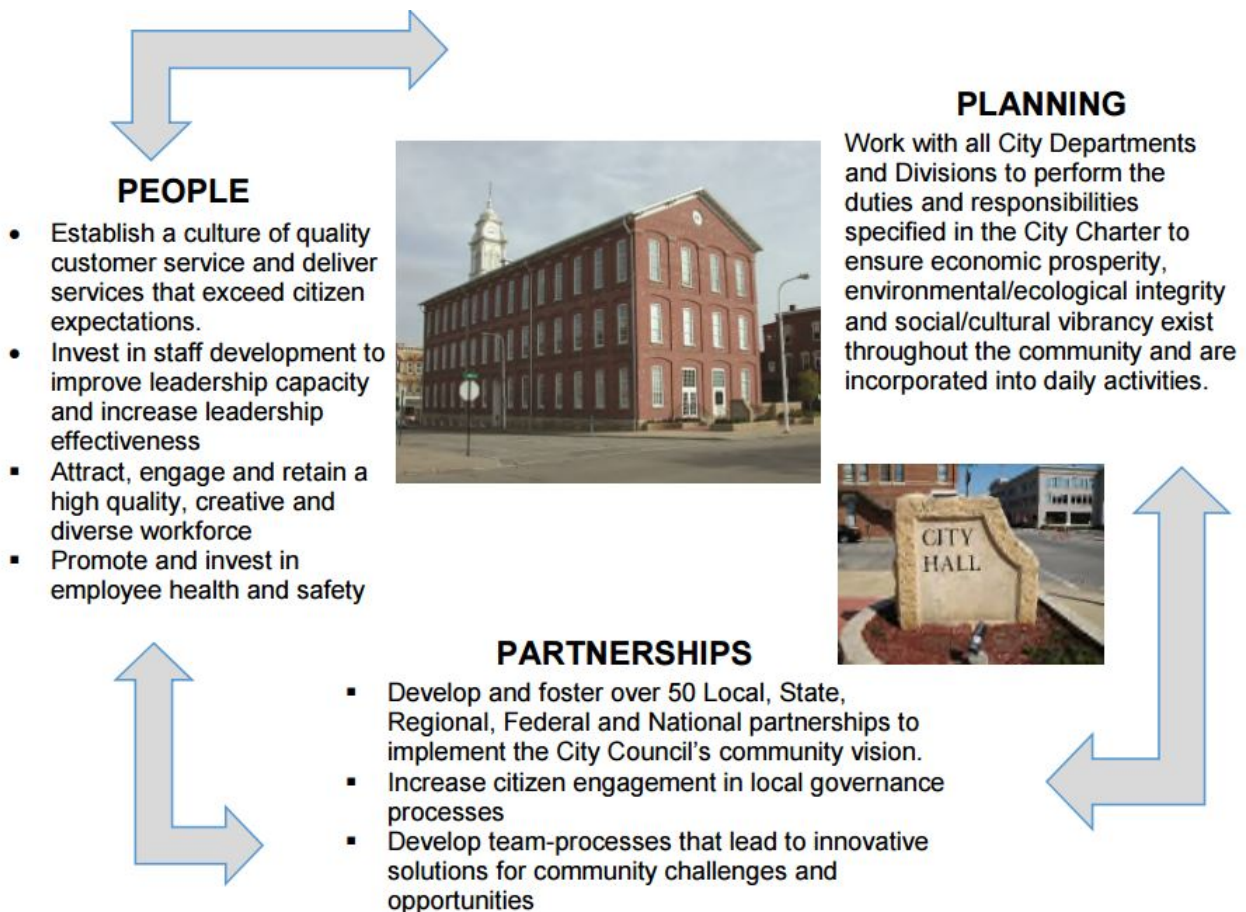 PEOPLE
• Establish a culture of quality
customer service and deliver
services that exceed citizen
expectations.
• Invest in staff development to
improve leadership capacity
and increase leadership
effectiveness
▪ Attract, engage and retain a
high quality, creative and
diverse workforce
▪ Promote and invest in
employee health and safety
PLANNING
Work with all City Departments
and Divisions to perform the
duties and responsibilities
specified in the City Charter to
ensure economic prosperity,
environmental/ecological integrity
and social/cultural vibrancy exist
throughout the community and are
incorporated into daily activities.
CITY
HALL
PARTNERSHIPS
▪ Develop and foster over 50 Local, State,
Regional, Federal and National partnerships to
implement the City Council’s community vision.
▪ Increase citizen engagement in local governance
processes
▪ Develop team-processes that lead to innovative
solutions for community challenges and
opportunities